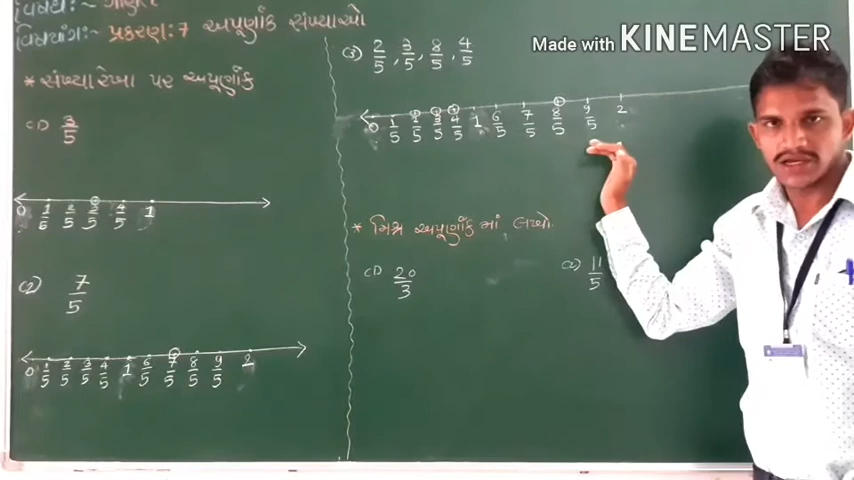 વિષય:~ ગણિત
વિષયાંગ:~ પ્રકરણ:7 અપૂર્ણાંક સંખ્યાઓ
* સંખ્યારેખા પર અપૂર્ણાંક
(1) 3/5
0 1/5 2/5 3/5 4/5 1
(2) 7/5
0 1/5 2/5 3/5 4/5 1 6/5 7/5 8/5 9/5 2
(3) 2/5, 3/5, 8/5, 4/5
0 1/5 2/5 3/5 4/5 1 6/5 7/5 8/5 9/5 2
* મિશ્ર અપૂર્ણાંક માં લખો.
(1) 20/3 (2) 11/5
Made with KINEMASTER